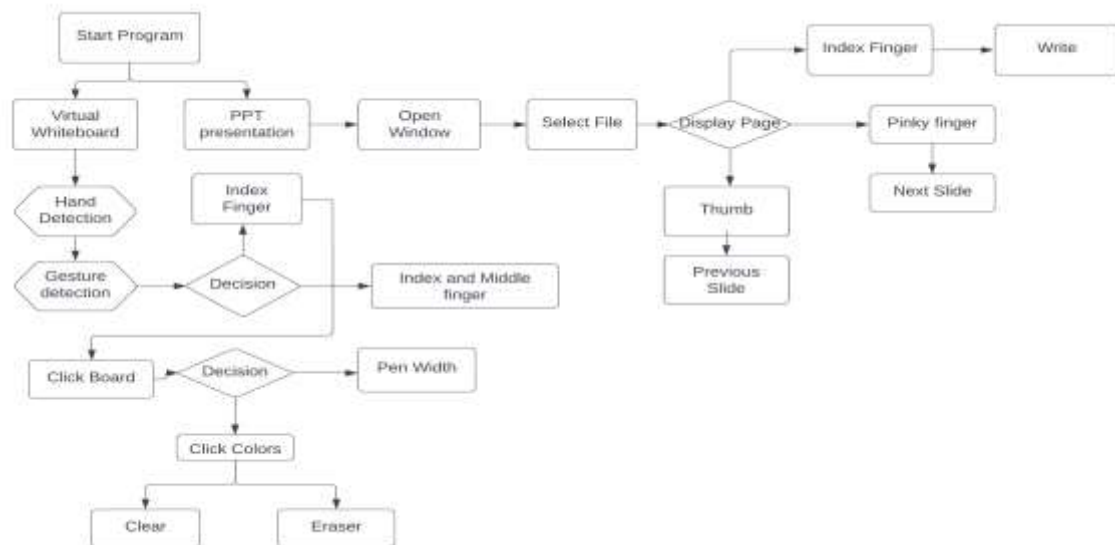 Start Program
Index Finger
Write
Virtual
Whiteboard
PPT
presentation
Open
Window
Select File
Display Page
Pinky finger
Hand
Detection
Index
Finger
Thumb
Next Slide
Gesture
detection
Decision
Index and Middle
finger
Previous
Slide
Click Board
Decision
Pen Width
Click Colors
Clear
Eraser